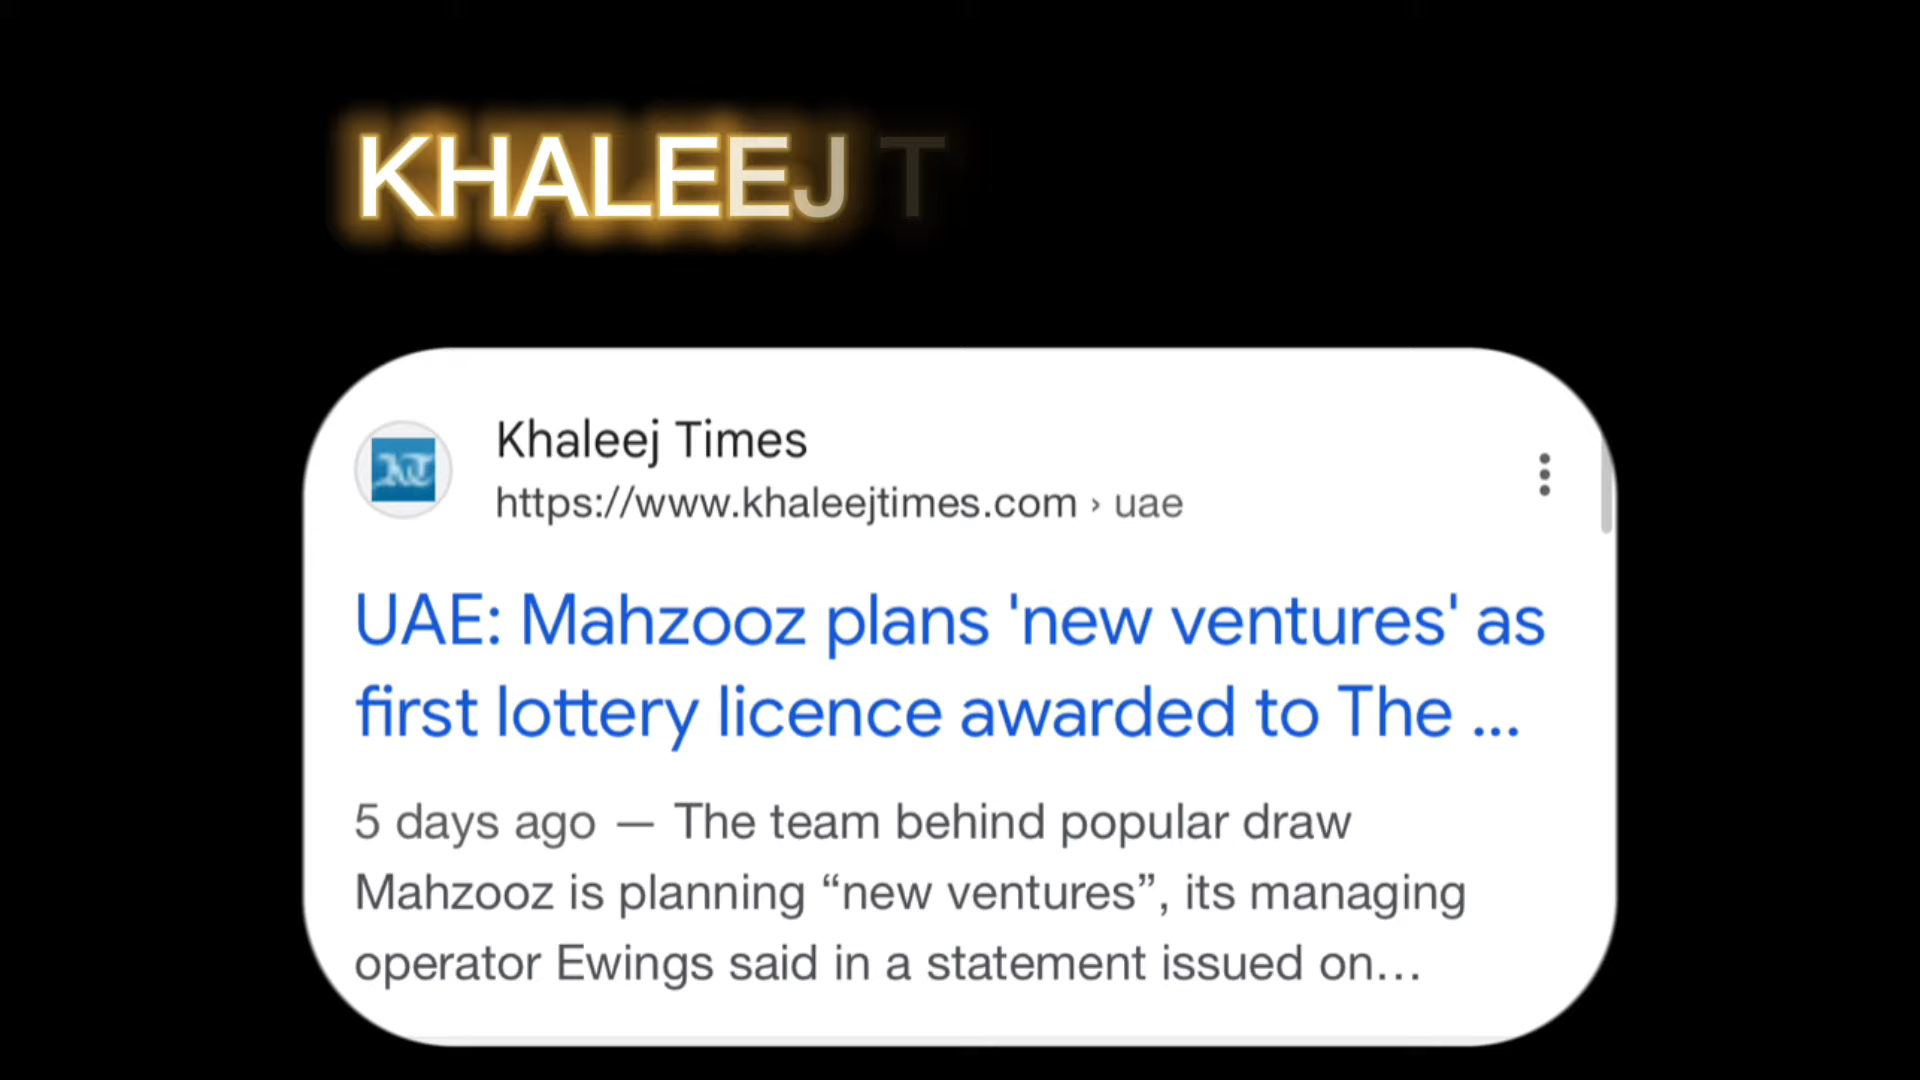 KHALEEJ T
Khaleej Times
https://www.khaleejtimes.com › uae
UAE: Mahzooz plans 'new ventures' as
first lottery licence awarded to The ...
5 days ago — The team behind popular draw
Mahzooz is planning “new ventures”, its managing
operator Ewings said in a statement issued on...